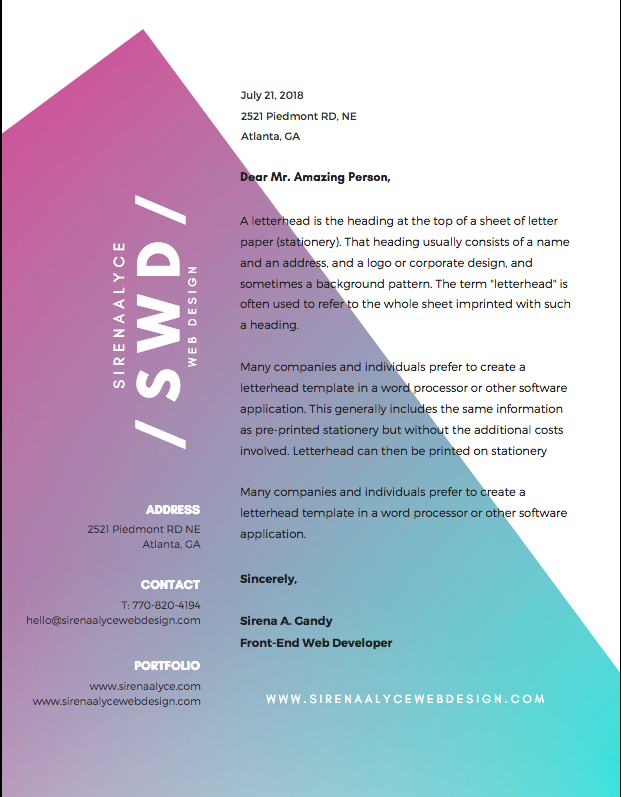 July 21, 2018
2521 Piedmont RD, NE
Atlanta, GA
Dear Mr. Amazing Person,
A letterhead is the heading at the top of a sheet of letter
paper (stationery). That heading usually consists of a name
and an address, and a logo or corporate design, and
sometimes a background pattern. The term "letterhead" is
often used to refer to the whole sheet imprinted with such
a heading.
Many companies and individuals prefer to create a
letterhead template in a word processor or other software
application. This generally includes the same information
as pre-printed stationery but without the additional costs
involved. Letterhead can then be printed on stationery
Many companies and individuals prefer to create a
letterhead template in a word processor or other software
application.
Sincerely,
Sirena A. Gandy
Front-End Web Developer
SIRENAALYCE
/SWD/
WEB DESIGN
ADDRESS
2521 Piedmont RD NE
Atlanta, GA
CONTACT
T: 770-820-4194
hello@sirenaalycewebdesign.com
PORTFOLIO
www.sirenaalyce.com
www.sirenaalycewebdesign.com
WWW.SIRENAALYCEWEBDESIGN.COM